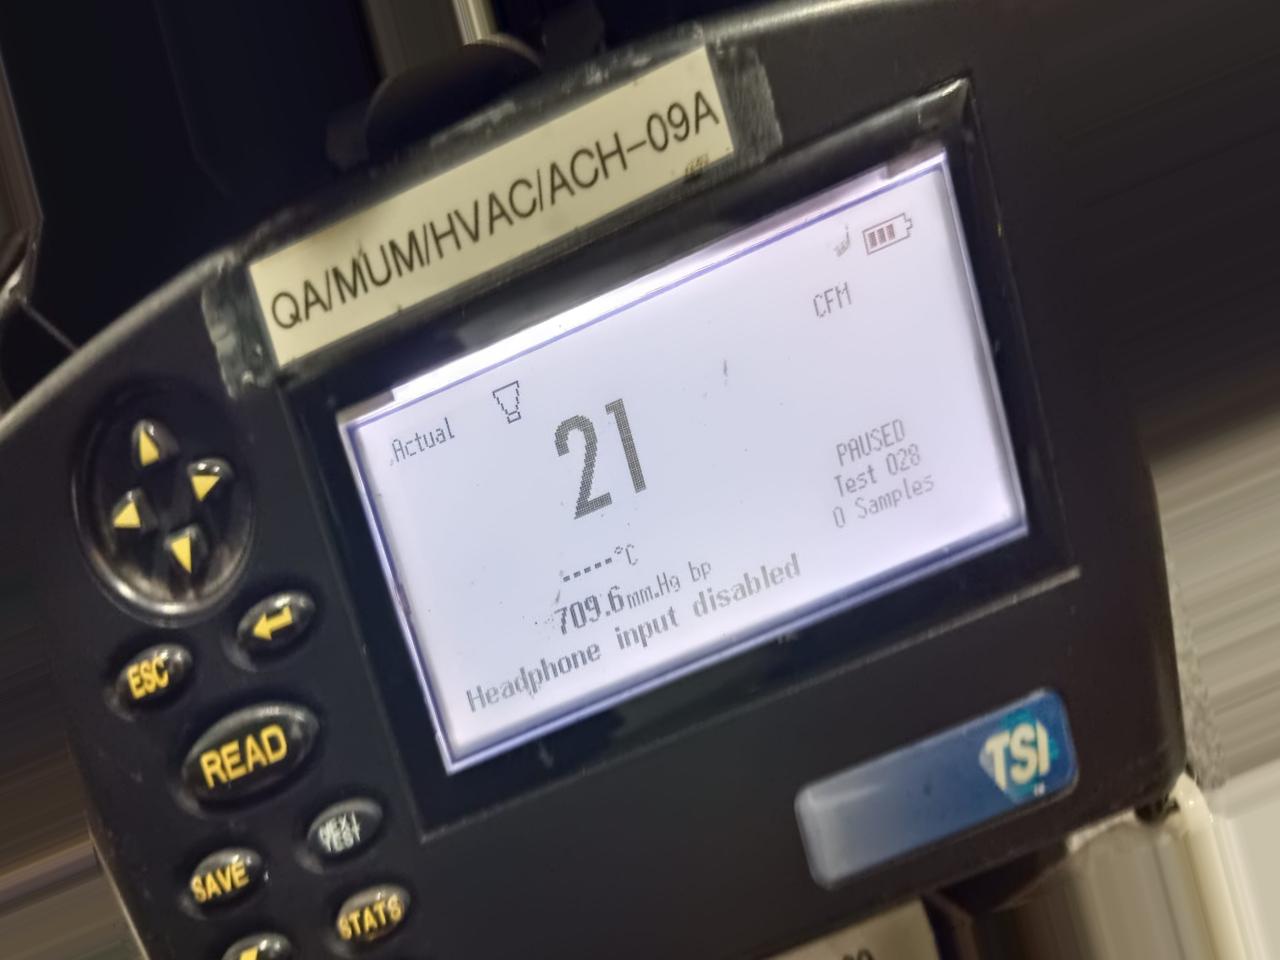 QA/MUM/HVAC/ACH-09A
CFM
Actual
21
PAUSED
Test 028
0 Samples
-----°C
709.6mm.Hg bp
Headphone input disabled
ESC
READ
NEXT
TEST
SAVE
STATS
TSI